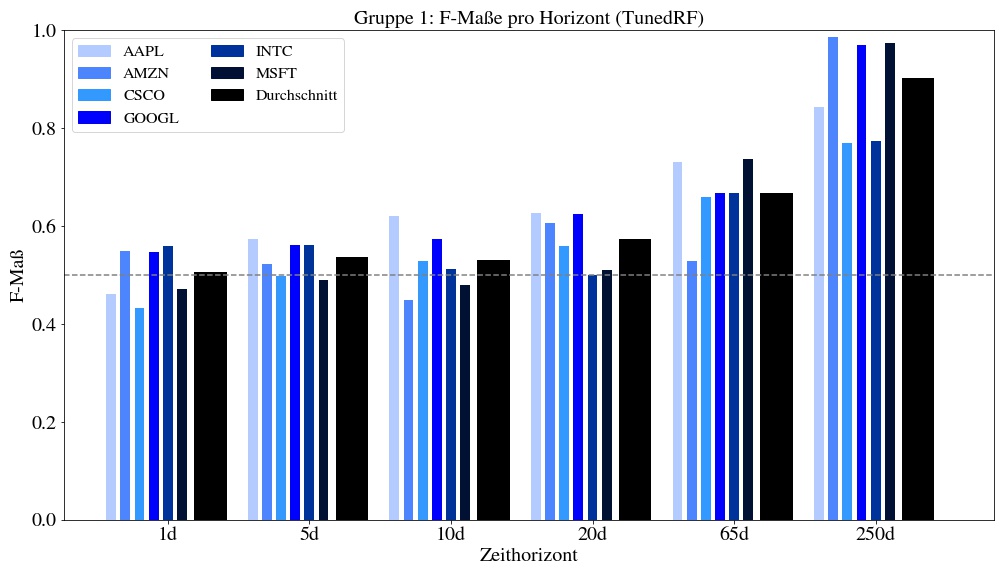 Gruppe 1: F-Maße pro Horizont (TunedRF)
AAPL
AMZN
CSCO
GOOGL
INTC
MSFT
Durchschnitt
F-Maß
1.0
0.8
0.6
0.4
0.2
0.0
1d
5d
10d
20d
65d
250d
Zeithorizont